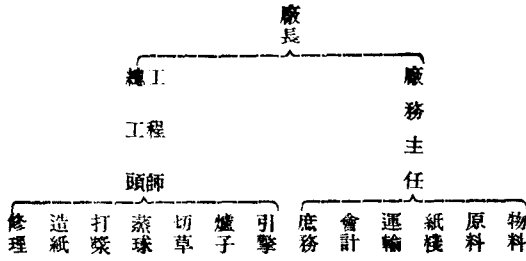 廠長
廠務主任
工程師
總工頭
物料
原料
紙棧
運輸
會計
庶務
引擎
爐子
切草
蒸球
打漿
造紙
修理